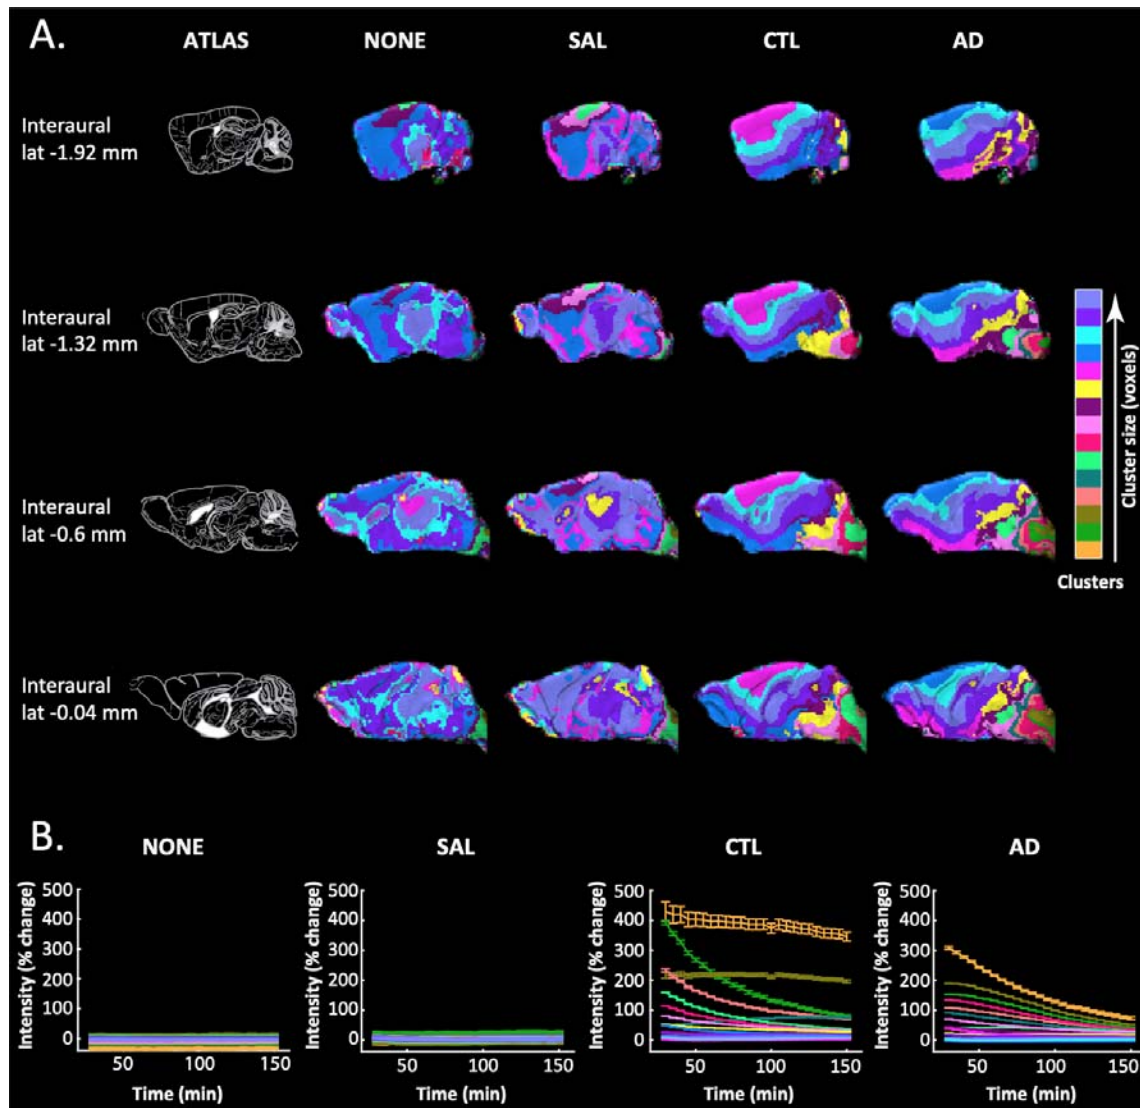 A.
ATLAS NONE SAL CTL AD
Interaural
lat -1.92 mm
Interaural
lat -1.32 mm
Interaural
lat -0.6 mm
Interaural
lat -0.04 mm
Cluster size (voxels)
Clusters
B.
NONE SAL CTL AD
Intensity (% change)
500
400
300
200
100
0
50 100 150
Time (min)
Intensity (% change)
500
400
300
200
100
0
50 100 150
Time (min)
Intensity (% change)
500
400
300
200
100
0
50 100 150
Time (min)
Intensity (% change)
500
400
300
200
100
0
50 100 150
Time (min)